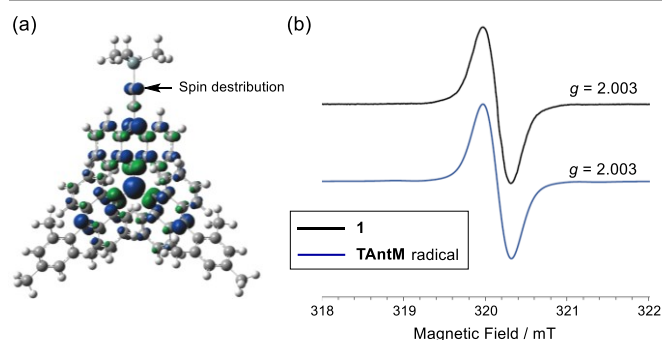 (a)
Spin destribution
(b)
g = 2.003
g = 2.003
1
TAntM radical
318 319 320 321 322
Magnetic Field / mT